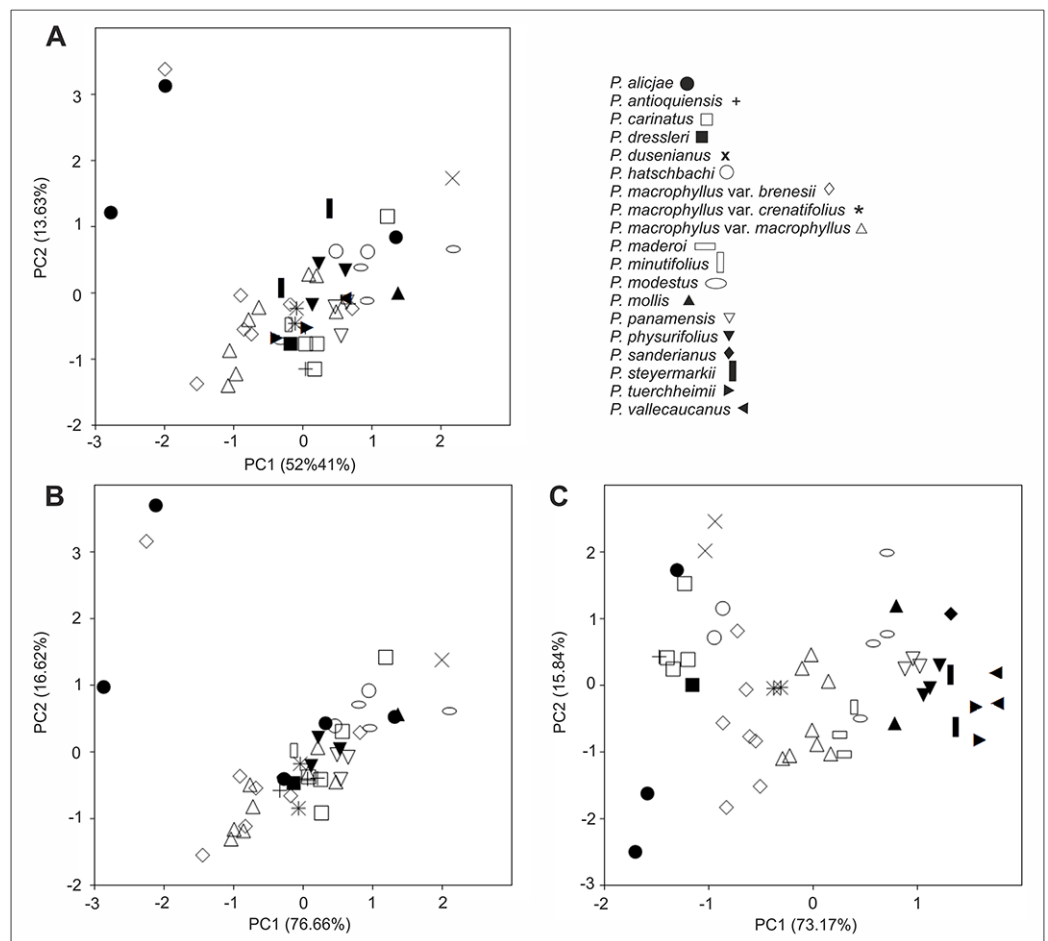 A
3
2
1
0
-1
-2
PC2 (13.63%)
-3 -2 -1 0 1 2
PC1 (52%41%)
P. alicjae
P. antioquiensis
P. carinatus
P. dressleri
P. dusenianus
P. hatschbachi
P. macrophyllus var. brenesii
P. macrophyllus var. crenatifolius
P. macrophylus var. macrophyllus
P. maderoi
P. minutifolius
P. modestus
P. mollis
P. panamensis
P. physurifolius
P. sanderianus
P. steyermarkii
P. tuerchheimii
P. vallecaucanus
B
3
2
1
0
-1
-2
PC2 (16.62%)
-3 -2 -1 0 1 2
PC1 (76.66%)
C
2
1
0
-1
-2
-3
PC2 (15.84%)
-2 -1 0 1
PC1 (73.17%)